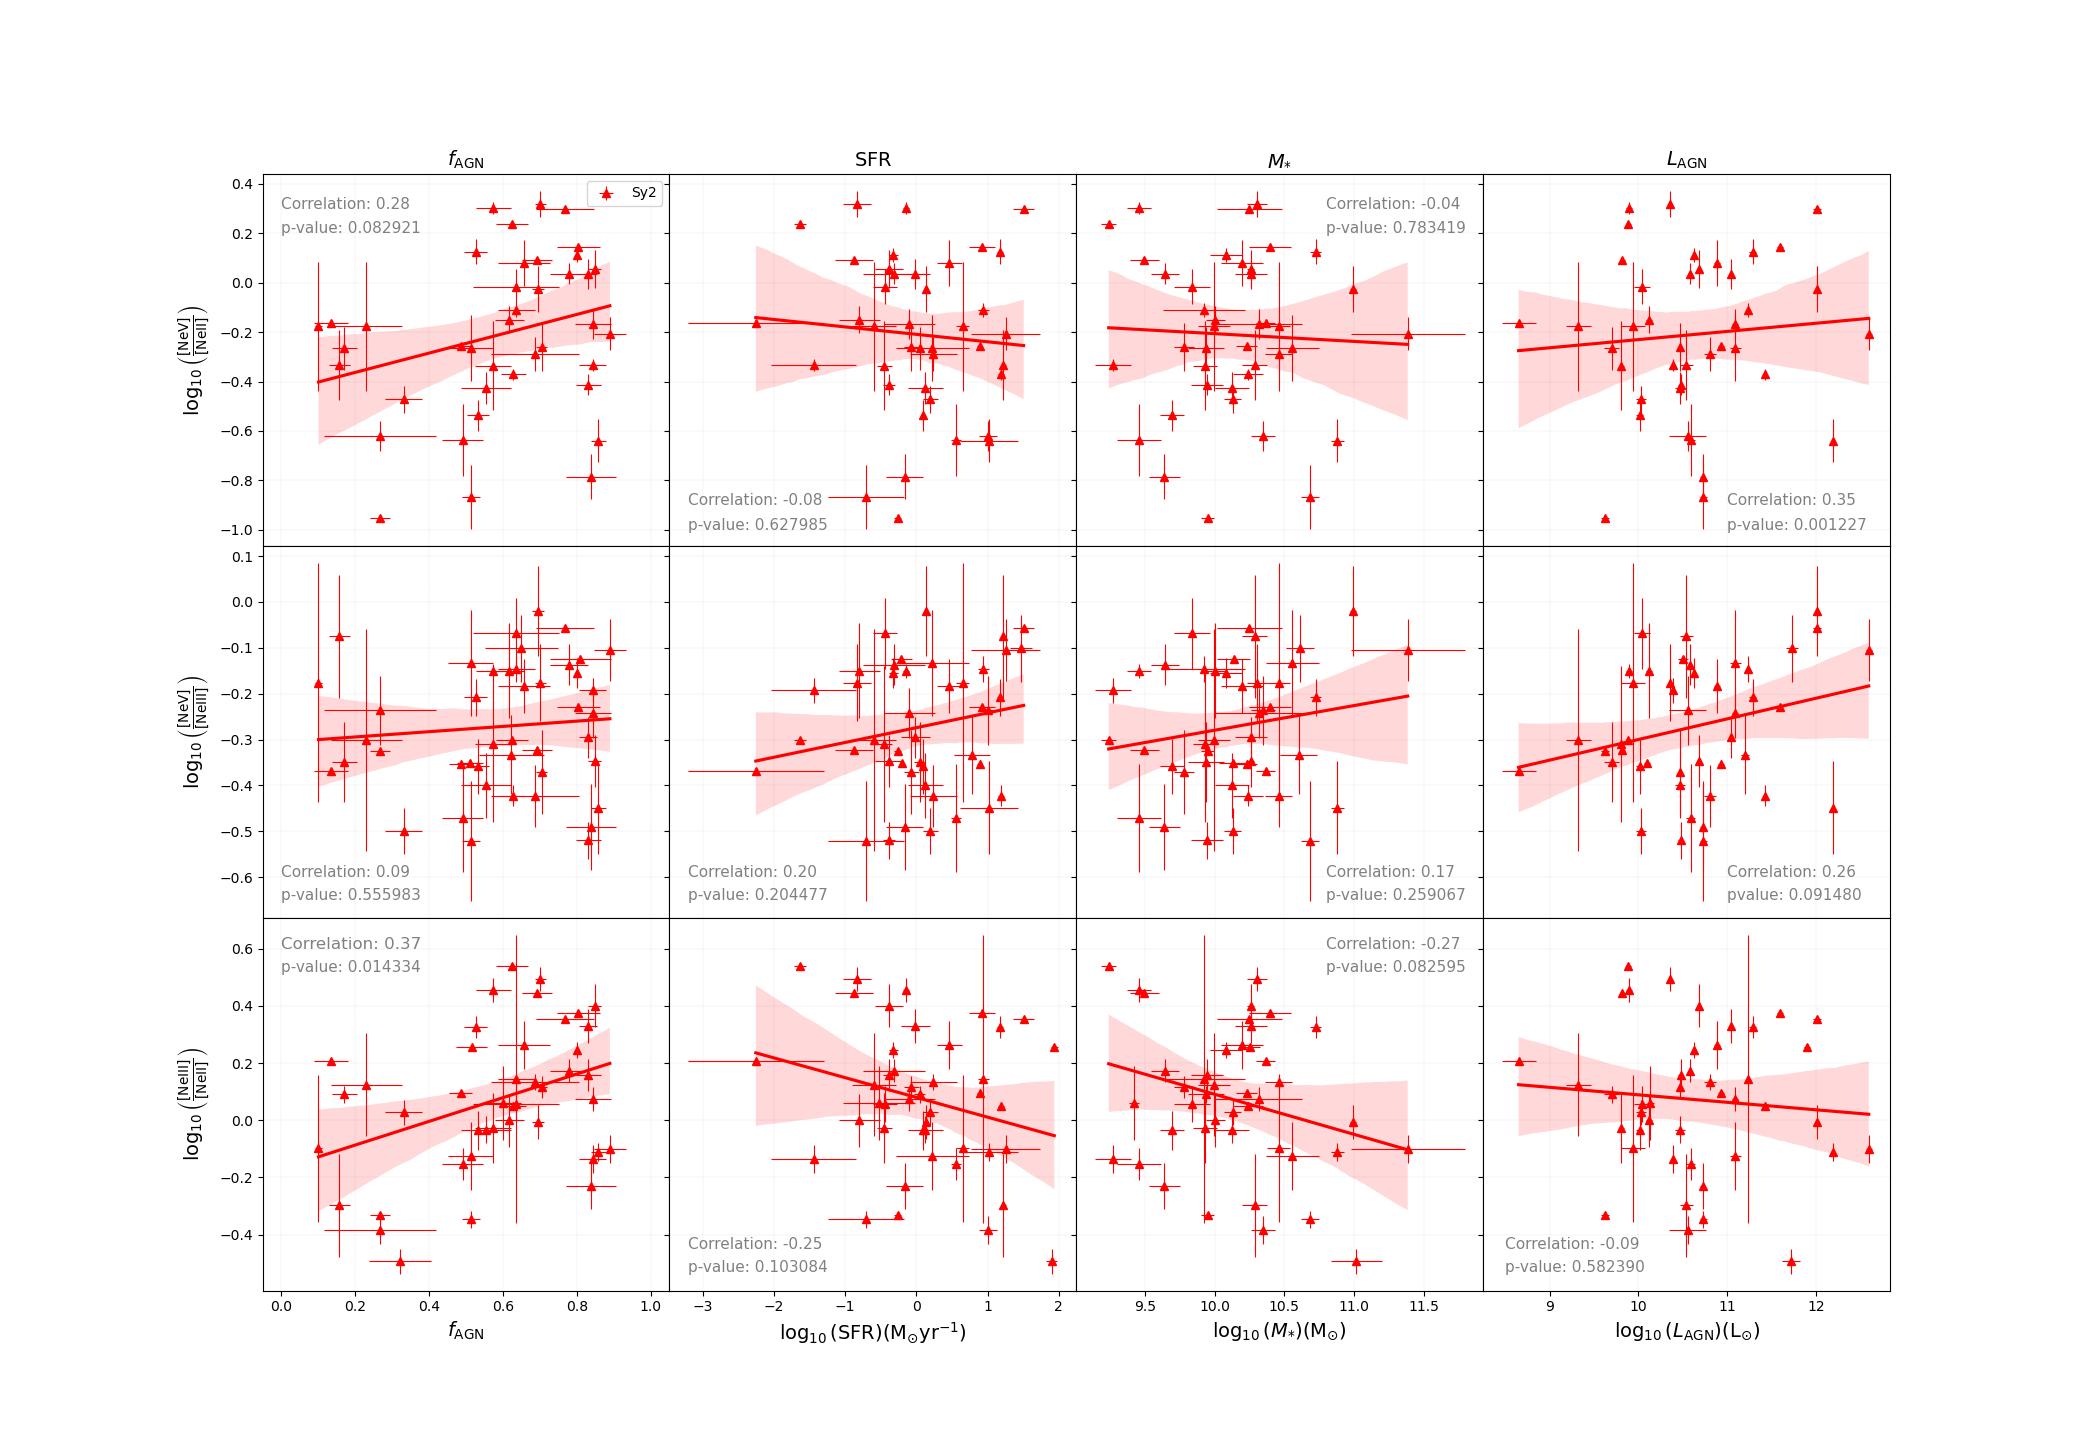 f_AGN SFR M_* L_AGN
log₁₀([NeV]/[NeII])
0.4
0.2
0.0
−0.2
−0.4
−0.6
−0.8
−1.0
Correlation: 0.28
p-value: 0.082921
Sy2
Correlation: -0.08
p-value: 0.627985
Correlation: -0.04
p-value: 0.783419
Correlation: 0.35
p-value: 0.001227
log₁₀([NeV]/[NeIII])
0.1
0.0
−0.1
−0.2
−0.3
−0.4
−0.5
−0.6
Correlation: 0.09
p-value: 0.555983
Correlation: 0.20
p-value: 0.204477
Correlation: 0.17
p-value: 0.259067
Correlation: 0.26
pvalue: 0.091480
log₁₀([NeIII]/[NeII])
0.6
0.4
0.2
0.0
−0.2
−0.4
Correlation: 0.37
p-value: 0.014334
Correlation: -0.25
p-value: 0.103084
Correlation: -0.27
p-value: 0.082595
Correlation: -0.09
p-value: 0.582390
0.0 0.2 0.4 0.6 0.8 1.0 −3 −2 −1 0 1 2 9.5 10.0 10.5 11.0 11.5 9 10 11 12
f_AGN log₁₀(SFR)(M⊙yr⁻¹) log₁₀(M_*)(M⊙) log₁₀(L_AGN)(L⊙)